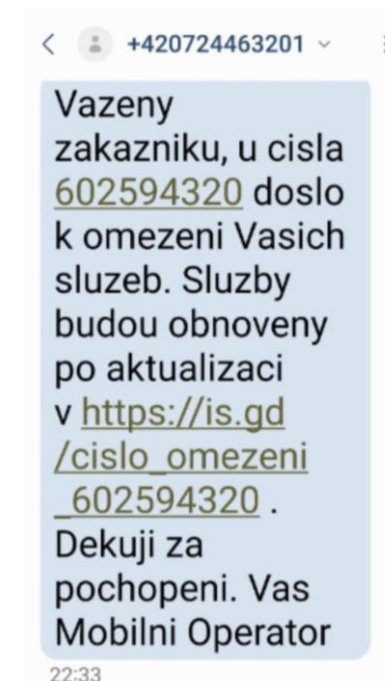 +420724463201
Vazeny
zakazniku, u cisla
602594320 doslo
k omezeni Vasich
sluzeb. Sluzby
budou obnoveny
po aktualizaci
v https://is.gd
/cislo_omezeni
_602594320 .
Dekuji za
pochopeni. Vas
Mobilni Operator
22:33